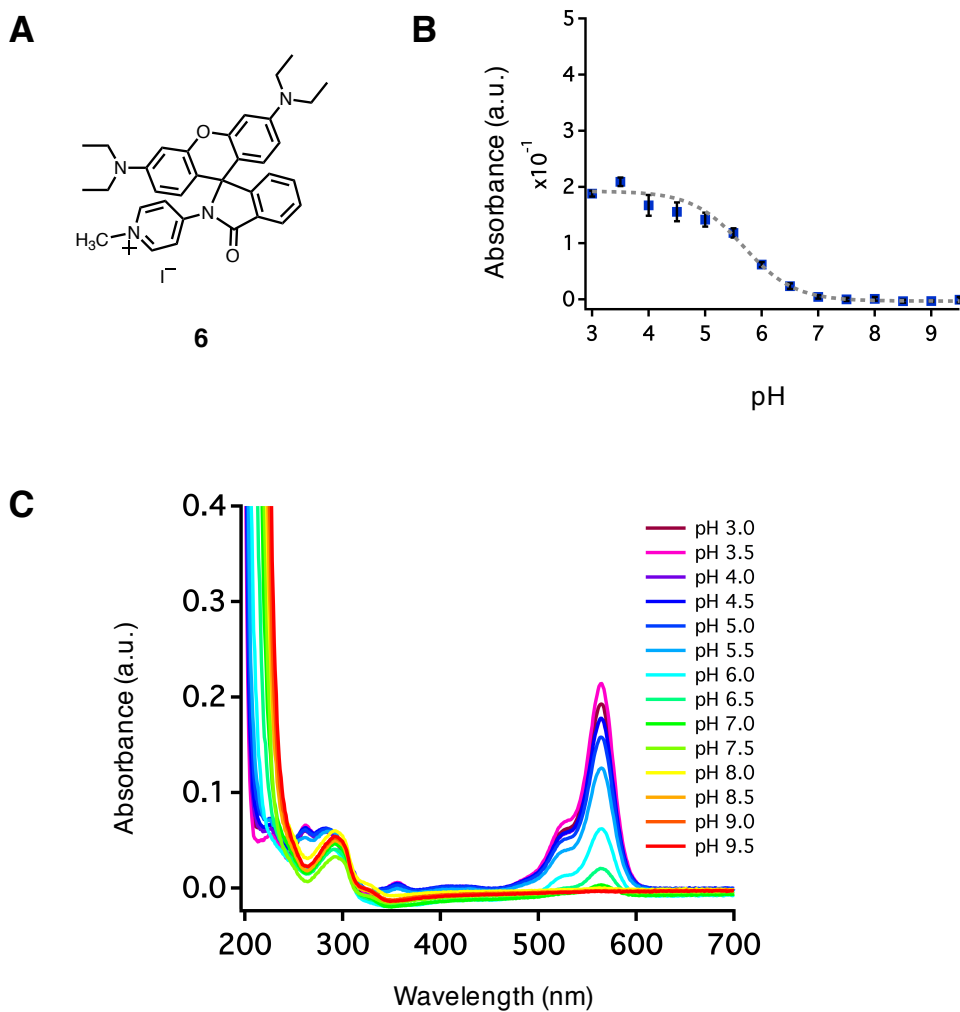 A
N
O
N
N
O
H3C
N
+
I−
6
B
Absorbance (a.u.)
x10-1
5
4
3
2
1
0
3 4 5 6 7 8 9
pH
C
Absorbance (a.u.)
0.4
0.3
0.2
0.1
0.0
200 300 400 500 600 700
Wavelength (nm)
pH 3.0
pH 3.5
pH 4.0
pH 4.5
pH 5.0
pH 5.5
pH 6.0
pH 6.5
pH 7.0
pH 7.5
pH 8.0
pH 8.5
pH 9.0
pH 9.5